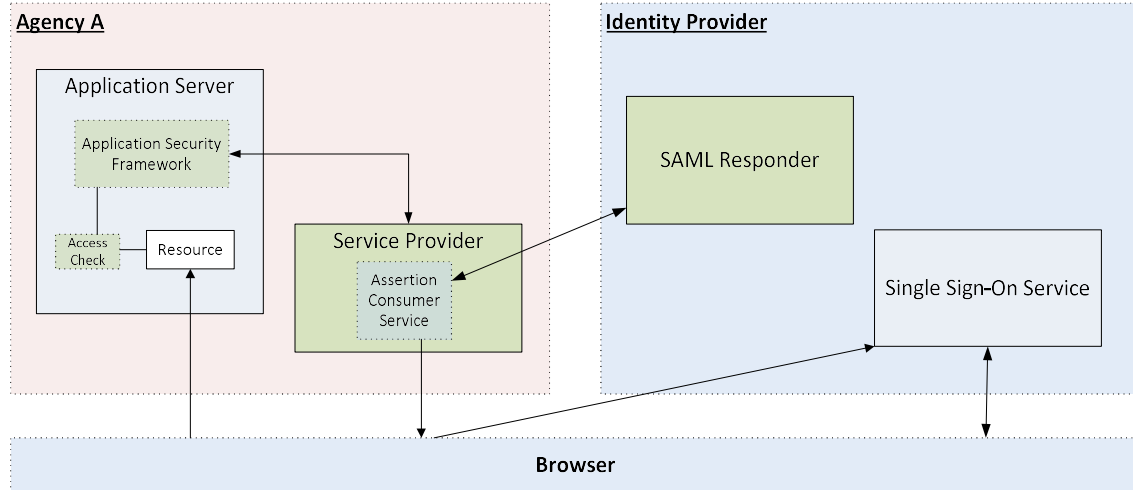 Agency A
Application Server
Application Security
Framework
Access
Check
Resource
Service Provider
Assertion
Consumer
Service
Identity Provider
SAML Responder
Single Sign-On Service
Browser